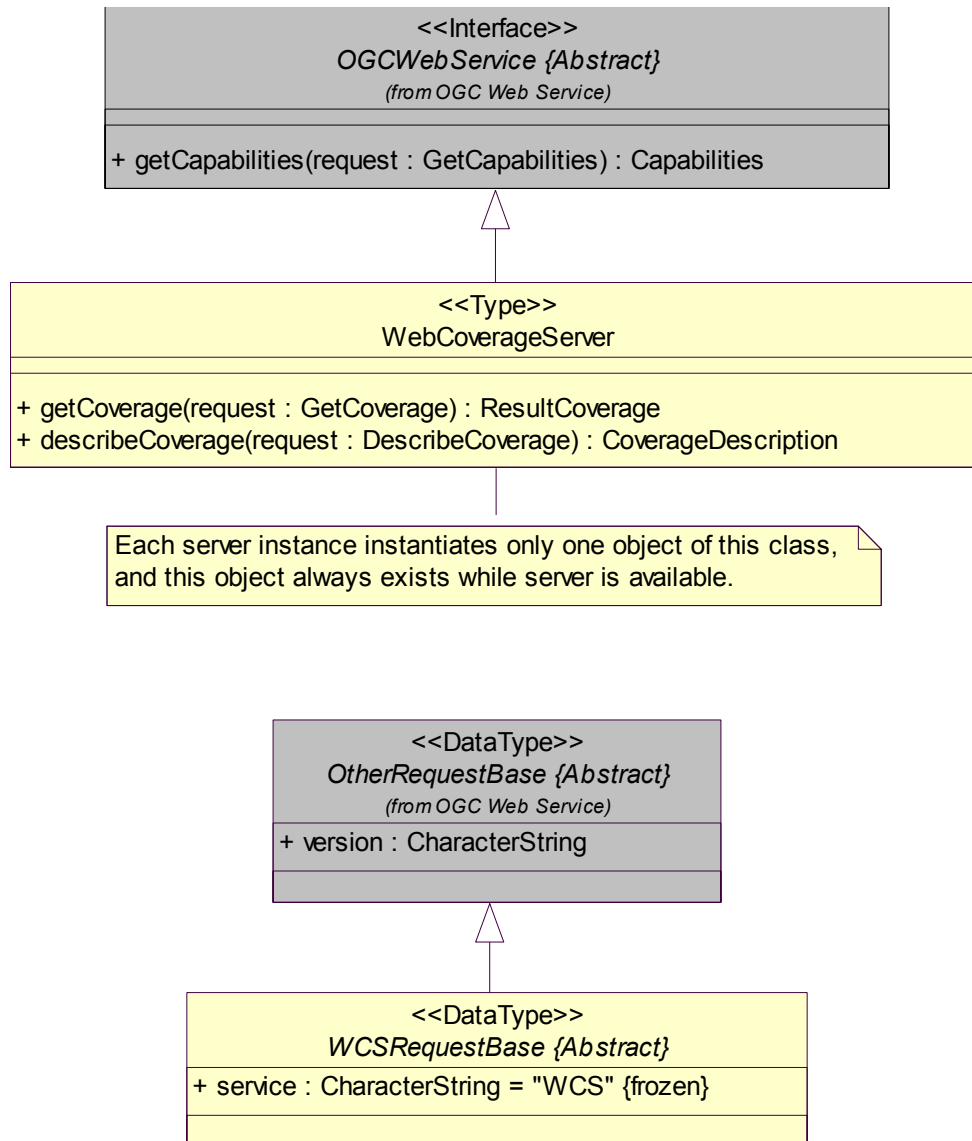 <<Interface>>
OGCWebService {Abstract}
(from OGC Web Service)
+ getCapabilities(request : GetCapabilities) : Capabilities
<<Type>>
WebCoverageServer
+ getCoverage(request : GetCoverage) : ResultCoverage
+ describeCoverage(request : DescribeCoverage) : CoverageDescription
Each server instance instantiates only one object of this class,
and this object always exists while server is available.
<<DataType>>
OtherRequestBase {Abstract}
(from OGC Web Service)
+ version : CharacterString
<<DataType>>
WCSRequestBase {Abstract}
+ service : CharacterString = "WCS" {frozen}